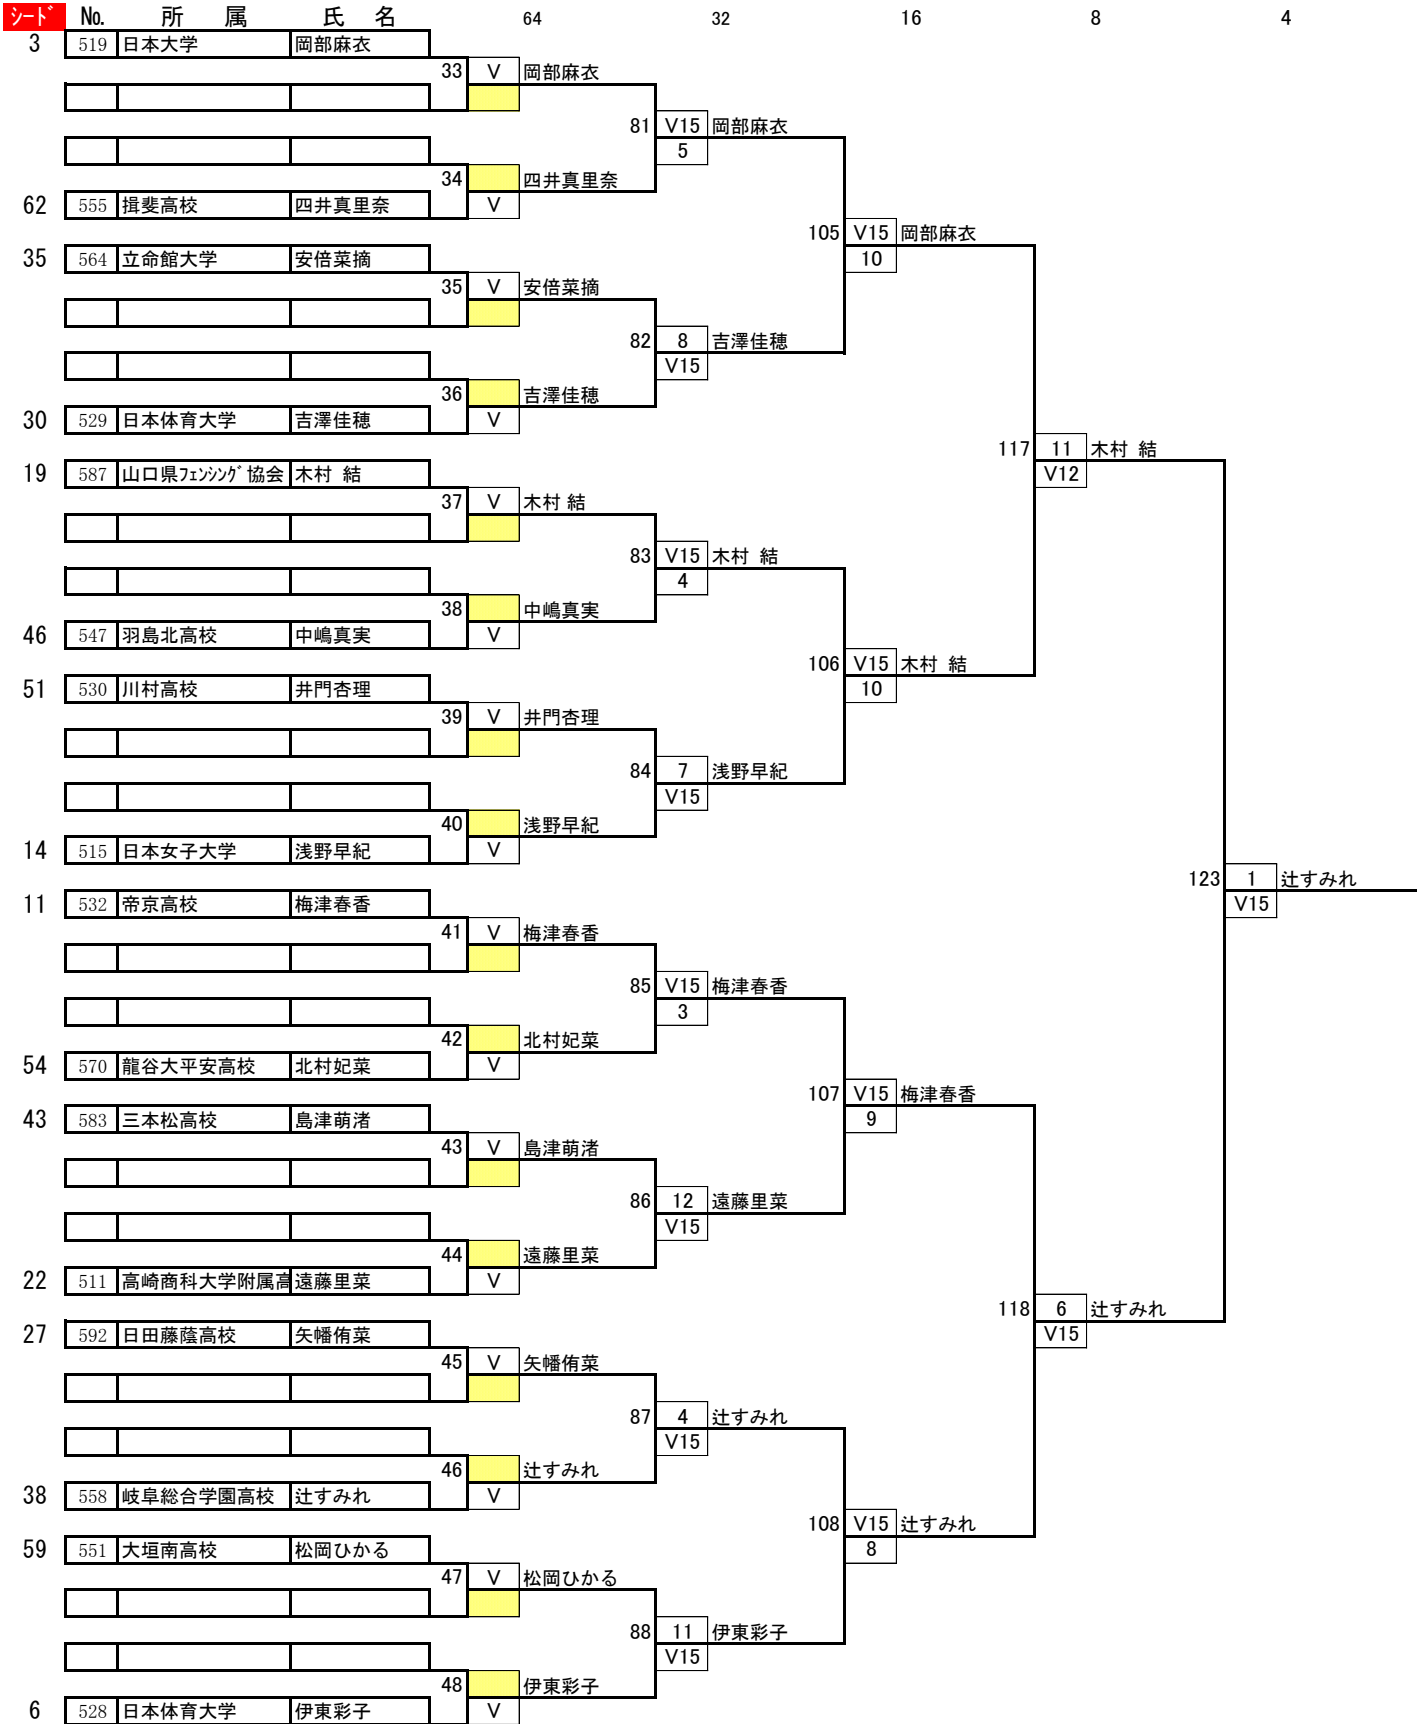 シード No. 所 属 氏 名 64 32 16 8 4
3 519 日本大学 岡部麻衣
33 V 岡部麻衣
81 V15 岡部麻衣
5
34 四井真里奈
62 555 揖斐高校 四井真里奈 V
105 V15 岡部麻衣
35 564 立命館大学 安倍菜摘 10
35 V 安倍菜摘
82 8 吉澤佳穂
V15
36 吉澤佳穂
30 529 日本体育大学 吉澤佳穂 V
117 11 木村 結
19 587 山口県フェンシング協会 木村 結 V12
37 V 木村 結
83 V15 木村 結
4
38 中嶋真実
46 547 羽島北高校 中嶋真実 V
106 V15 木村 結
51 530 川村高校 井門杏理 10
39 V 井門杏理
84 7 浅野早紀
V15
40 浅野早紀
14 515 日本女子大学 浅野早紀 V
123 1 辻すみれ
11 532 帝京高校 梅津春香 V15
41 V 梅津春香
85 V15 梅津春香
3
42 北村妃菜
54 570 龍谷大平安高校 北村妃菜 V
107 V15 梅津春香
43 583 三本松高校 島津萌渚 9
43 V 島津萌渚
86 12 遠藤里菜
V15
44 遠藤里菜
22 511 高崎商科大学附属高 遠藤里菜 V
118 6 辻すみれ
27 592 日田藤蔭高校 矢幡侑菜 V15
45 V 矢幡侑菜
87 4 辻すみれ
V15
46 辻すみれ
38 558 岐阜総合学園高校 辻すみれ V
108 V15 辻すみれ
59 551 大垣南高校 松岡ひかる 8
47 V 松岡ひかる
88 11 伊東彩子
V15
48 伊東彩子
6 528 日本体育大学 伊東彩子 V